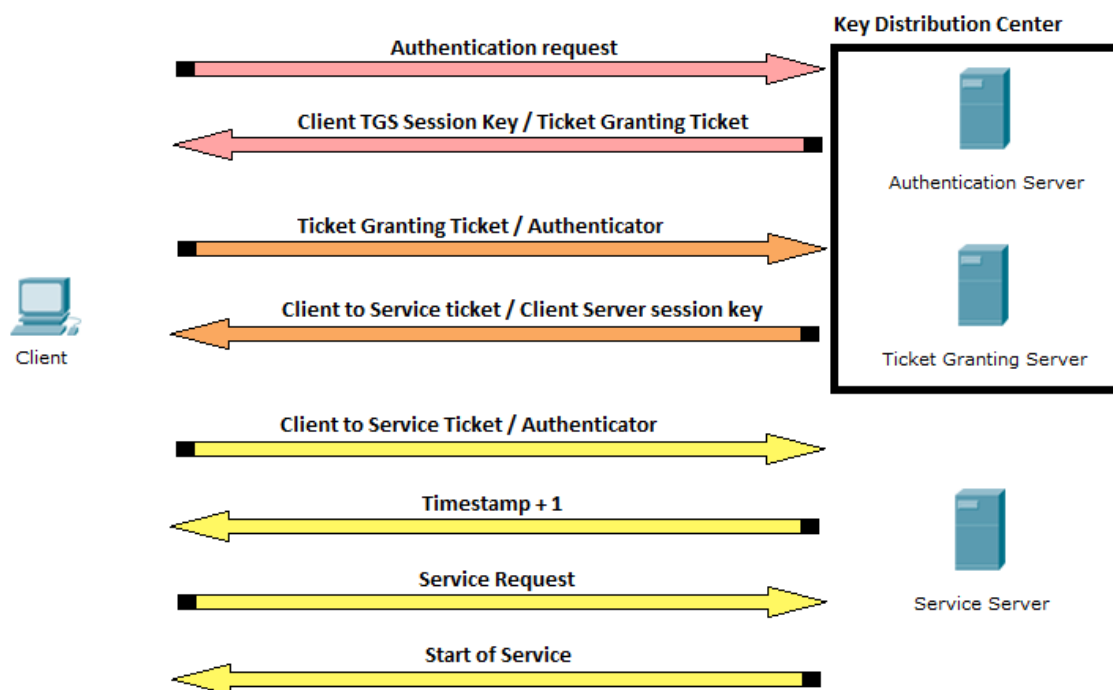 Key Distribution Center
Authentication request
Client TGS Session Key / Ticket Granting Ticket
Authentication Server
Ticket Granting Ticket / Authenticator
Client to Service ticket / Client Server session key
Client
Ticket Granting Server
Client to Service Ticket / Authenticator
Timestamp + 1
Service Request
Service Server
Start of Service